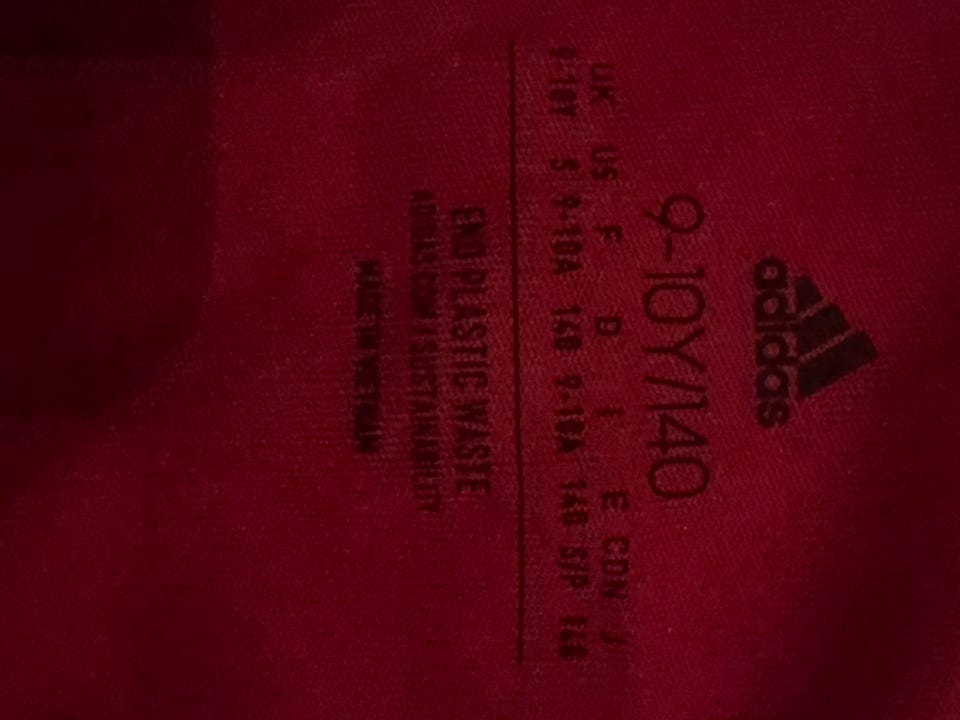 adidas
9-10Y/140
UK US F D I E CDN J
9-10Y S 9-10A 140 9-10A 140 S/P 140
END PLASTIC WASTE
ADIDAS.COM/SUSTAINABILITY
MADE IN VIETNAM